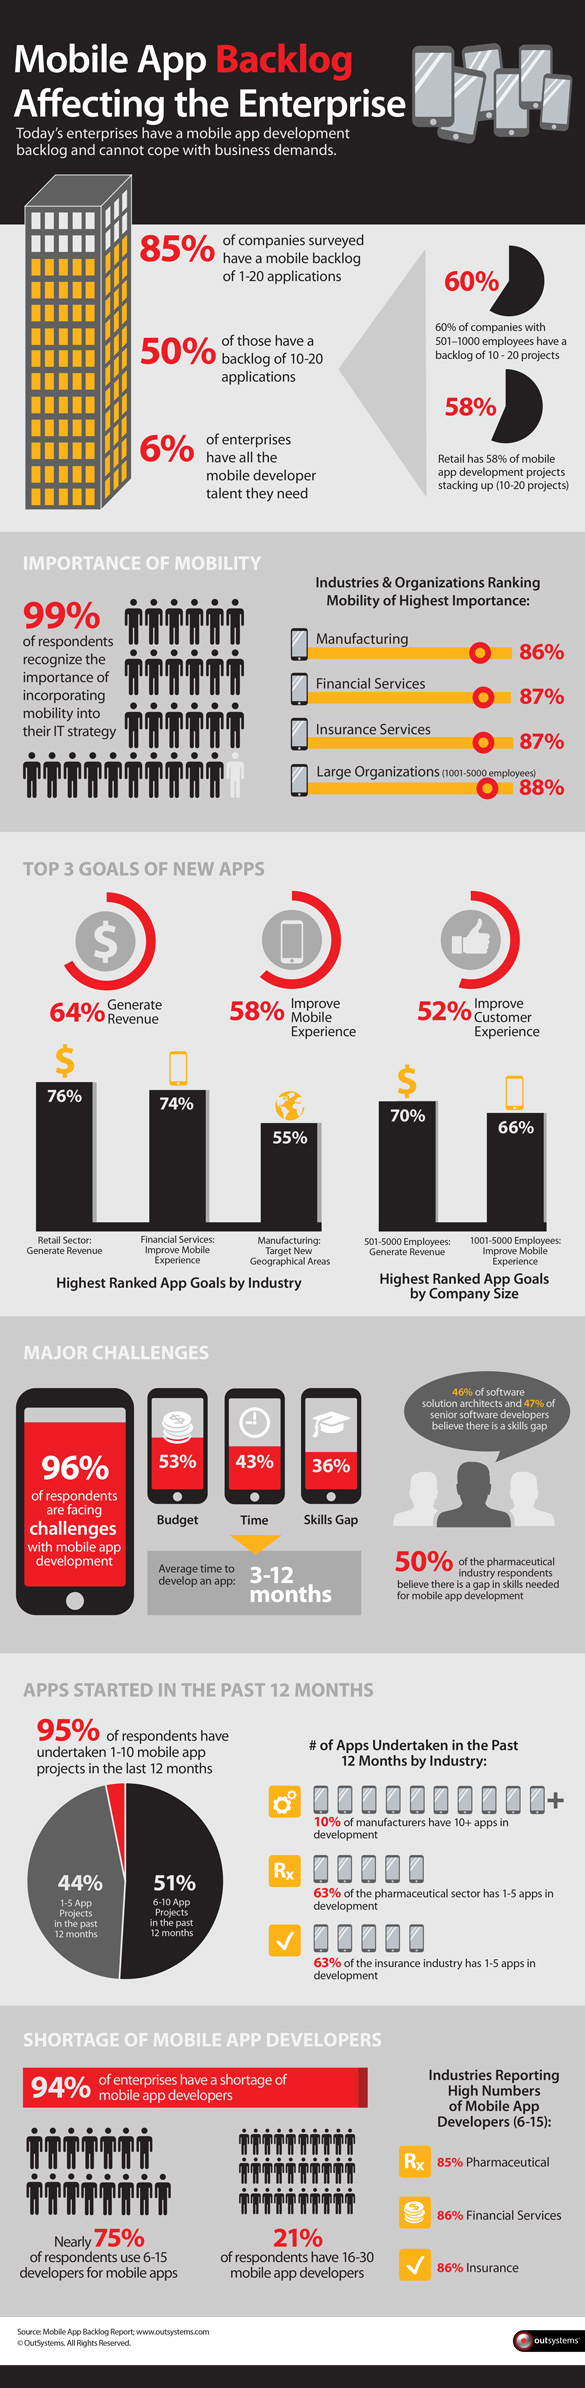 Mobile App Backlog
Affecting the Enterprise
Today's enterprises have a mobile app development
backlog and cannot cope with business demands.
85%
of companies surveyed
have a mobile backlog
of 1-20 applications
50%
of those have a
backlog of 10-20
applications
6%
of enterprises
have all the
mobile developer
talent they need
60%
60% of companies with
501–1000 employees have a
backlog of 10 - 20 projects
58%
Retail has 58% of mobile
app development projects
stacking up (10-20 projects)
IMPORTANCE OF MOBILITY
99%
of respondents
recognize the
importance of
incorporating
mobility into
their IT strategy
Industries & Organizations Ranking
Mobility of Highest Importance:
Manufacturing
86%
Financial Services
87%
Insurance Services
87%
Large Organizations (1001-5000 employees)
88%
TOP 3 GOALS OF NEW APPS
$
64% Generate
Revenue
58% Improve
Mobile
Experience
52% Improve
Customer
Experience
$
76%
74%
55%
Retail Sector:
Generate Revenue
Financial Services:
Improve Mobile
Experience
Manufacturing:
Target New
Geographical Areas
Highest Ranked App Goals by Industry
$
70%
66%
501-5000 Employees:
Generate Revenue
1001-5000 Employees:
Improve Mobile
Experience
Highest Ranked App Goals
by Company Size
MAJOR CHALLENGES
96%
of respondents
are facing
challenges
with mobile app
development
53%
Budget
43%
Time
36%
Skills Gap
Average time to
develop an app:
3-12
months
46% of software
solution architects and 47% of
senior software developers
believe there is a skills gap
50% of the pharmaceutical
industry respondents
believe there is a gap in skills needed
for mobile app development
APPS STARTED IN THE PAST 12 MONTHS
95% of respondents have
undertaken 1-10 mobile app
projects in the last 12 months
44%
1-5 App
Projects
in the past
12 months
51%
6-10 App
Projects
in the past
12 months
# of Apps Undertaken in the Past
12 Months by Industry:
+
10% of manufacturers have 10+ apps in
development
Rx
63% of the pharmaceutical sector has 1-5 apps in
development
63% of the insurance industry has 1-5 apps in
development
SHORTAGE OF MOBILE APP DEVELOPERS
94% of enterprises have a shortage of
mobile app developers
Nearly 75%
of respondents use 6-15
developers for mobile apps
21%
of respondents have 16-30
mobile app developers
Industries Reporting
High Numbers
of Mobile App
Developers (6-15):
Rx
85% Pharmaceutical
86% Financial Services
86% Insurance
Source: Mobile App Backlog Report; www.outsystems.com
© OutSystems. All Rights Reserved.
outsystems